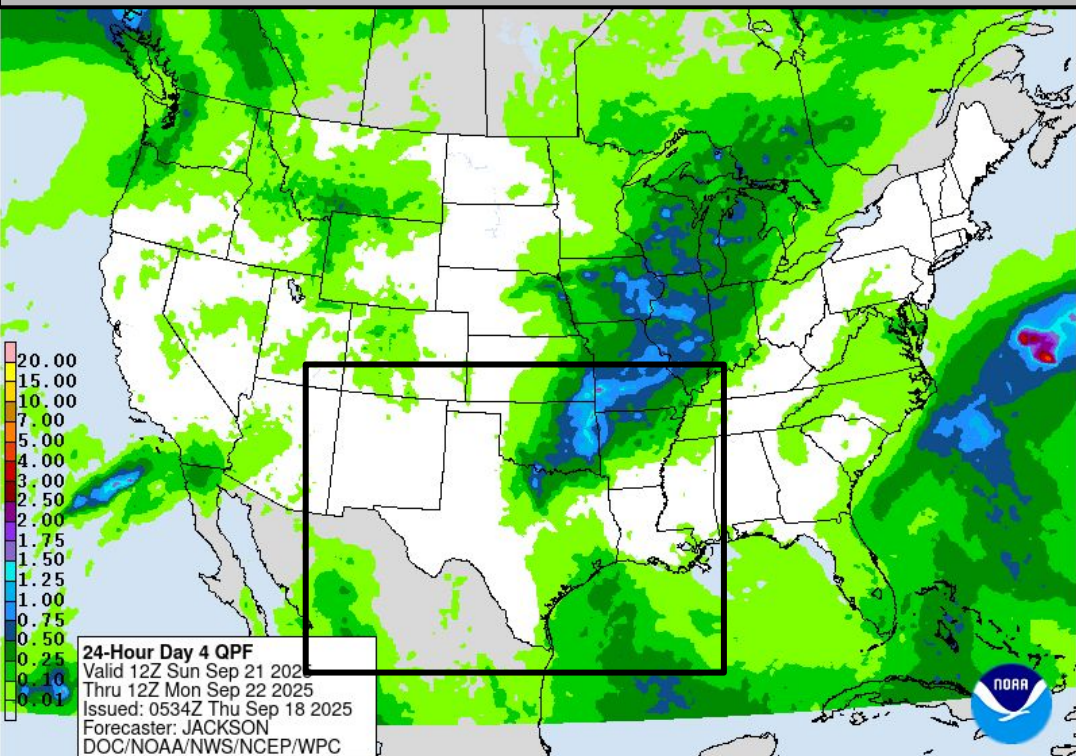 20.00
15.00
10.00
7.00
5.00
4.00
3.00
2.50
2.00
1.75
1.50
1.25
1.00
0.75
0.50
0.25
0.10
0.01
24-Hour Day 4 QPF
Valid 12Z Sun Sep 21 2025
Thru 12Z Mon Sep 22 2025
Issued: 0534Z Thu Sep 18 2025
Forecaster: JACKSON
DOC/NOAA/NWS/NCEP/WPC
NOAA